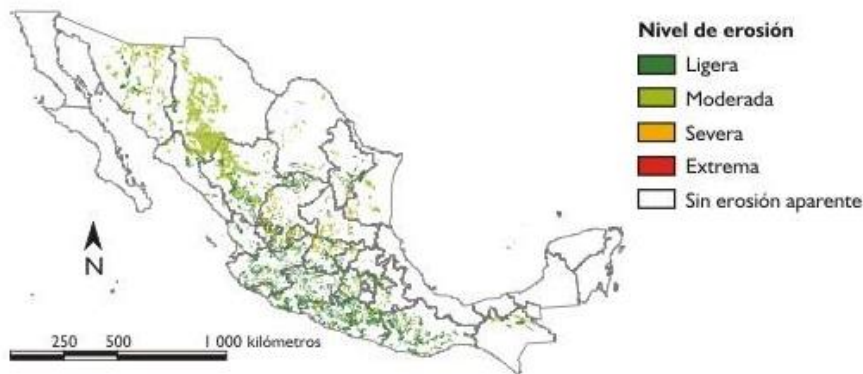 Nivel de erosión
Ligera
Moderada
Severa
Extrema
Sin erosión aparente
N
250 500 1 000 kilómetros